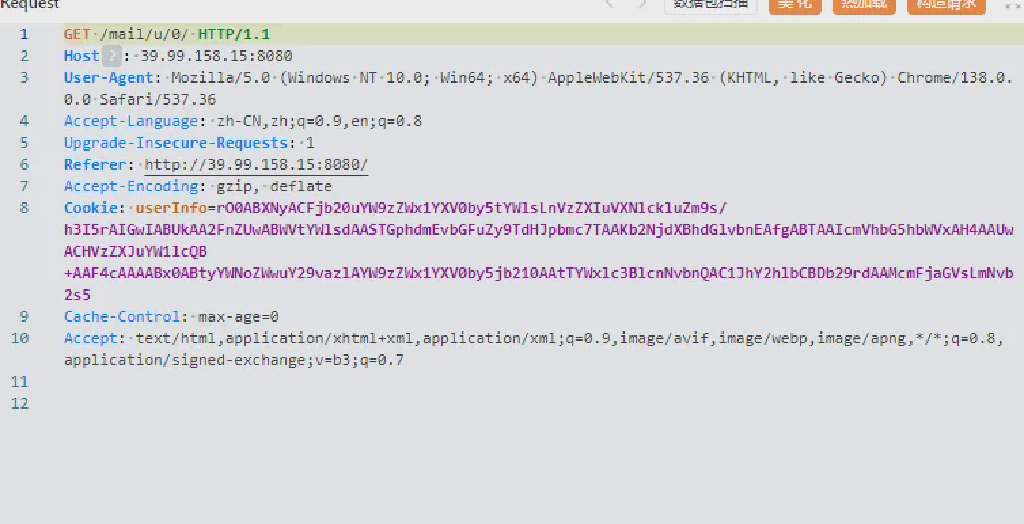 Request 数据包扫描 美化 热加载 构造请求
1 GET /mail/u/0/ HTTP/1.1
2 Host ? : 39.99.158.15:8080
3 User-Agent: Mozilla/5.0 (Windows NT 10.0; Win64; x64) AppleWebKit/537.36 (KHTML, like Gecko) Chrome/138.0.
0.0 Safari/537.36
4 Accept-Language: zh-CN,zh;q=0.9,en;q=0.8
5 Upgrade-Insecure-Requests: 1
6 Referer: http://39.99.158.15:8080/
7 Accept-Encoding: gzip, deflate
8 Cookie: userInfo=rO0ABXNyACFjb20uYW9zZWx1YXV0by5tYWlsLnVzZXIuVXNlckluZm9s/
h3I5rAIGwIABUkAA2FnZUwABWVtYWlsdAASTGphdmEvbGFuZy9TdHJpbmc7TAAKb2NjdXBhdGlvbnEAfgABTAAIcmVhbG5hbWVxAH4AAUw
ACHVzZXJuYW1lcQB
+AAF4cAAAABx0ABtyYWNoZWwuY29vazlAYW9zZWx1YXV0by5jb210AAtTYWxlc3BlcnNvbnQAC1JhY2hlbCBDb29rdAAMcmFjaGVsLmNvb
2s5
9 Cache-Control: max-age=0
10 Accept: text/html,application/xhtml+xml,application/xml;q=0.9,image/avif,image/webp,image/apng,*/*;q=0.8,
application/signed-exchange;v=b3;q=0.7
11
12